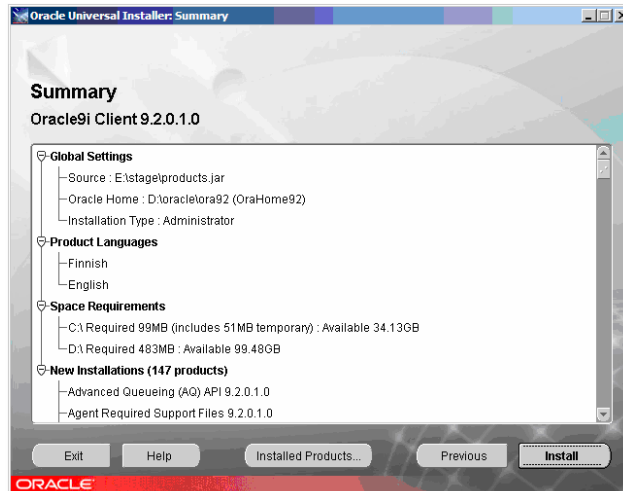 Oracle Universal Installer: Summary
Summary
Oracle9i Client 9.2.0.1.0
Global Settings
Source : E:\stage\products.jar
Oracle Home : D:\oracle\ora92 (OraHome92)
Installation Type : Administrator
Product Languages
Finnish
English
Space Requirements
C:\ Required 99MB (includes 51MB temporary) : Available 34.13GB
D:\ Required 483MB : Available 99.48GB
New Installations (147 products)
Advanced Queueing (AQ) API 9.2.0.1.0
Agent Required Support Files 9.2.0.1.0
Exit Help Installed Products... Previous Install
ORACLE